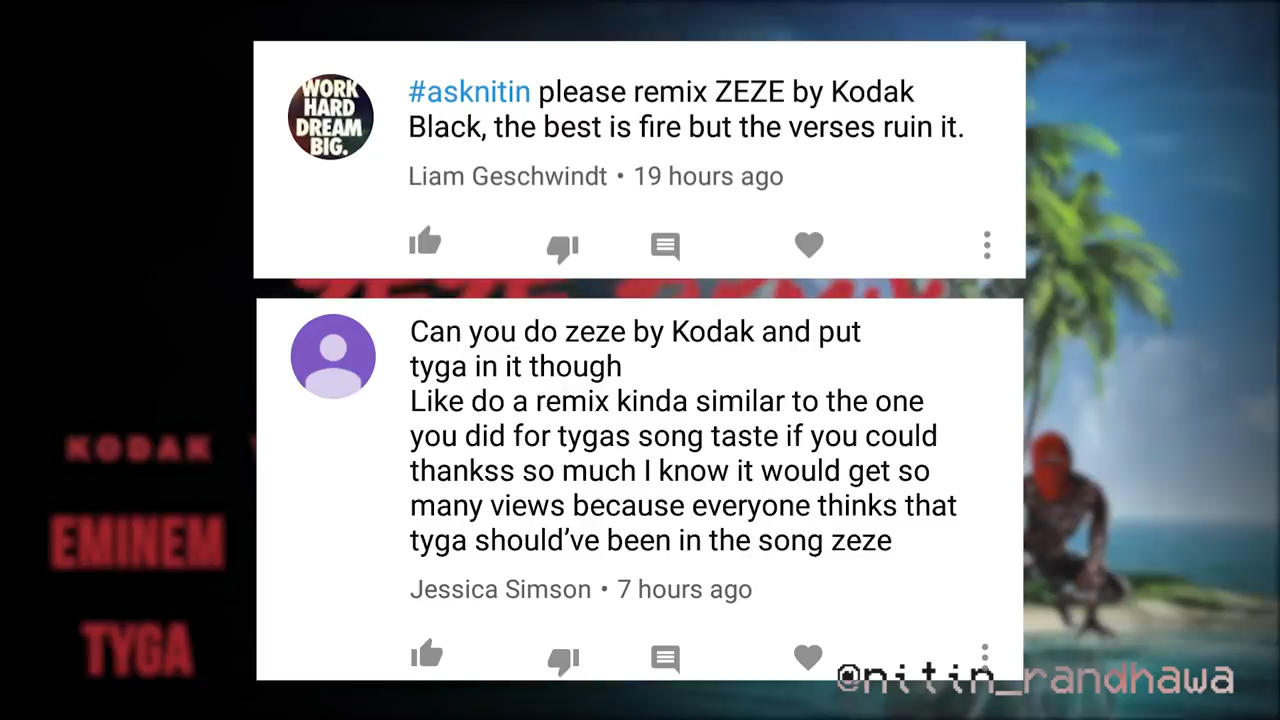 WORK
HARD
DREAM
BIG.
#asknitin please remix ZEZE by Kodak
Black, the best is fire but the verses ruin it.
Liam Geschwindt • 19 hours ago
ZEZE REMIX
Can you do zeze by Kodak and put
tyga in it though
Like do a remix kinda similar to the one
you did for tygas song taste if you could
thankss so much I know it would get so
many views because everyone thinks that
tyga should’ve been in the song zeze
Jessica Simson • 7 hours ago
KODAK
EMINEM
TYGA
@nitin_randhawa